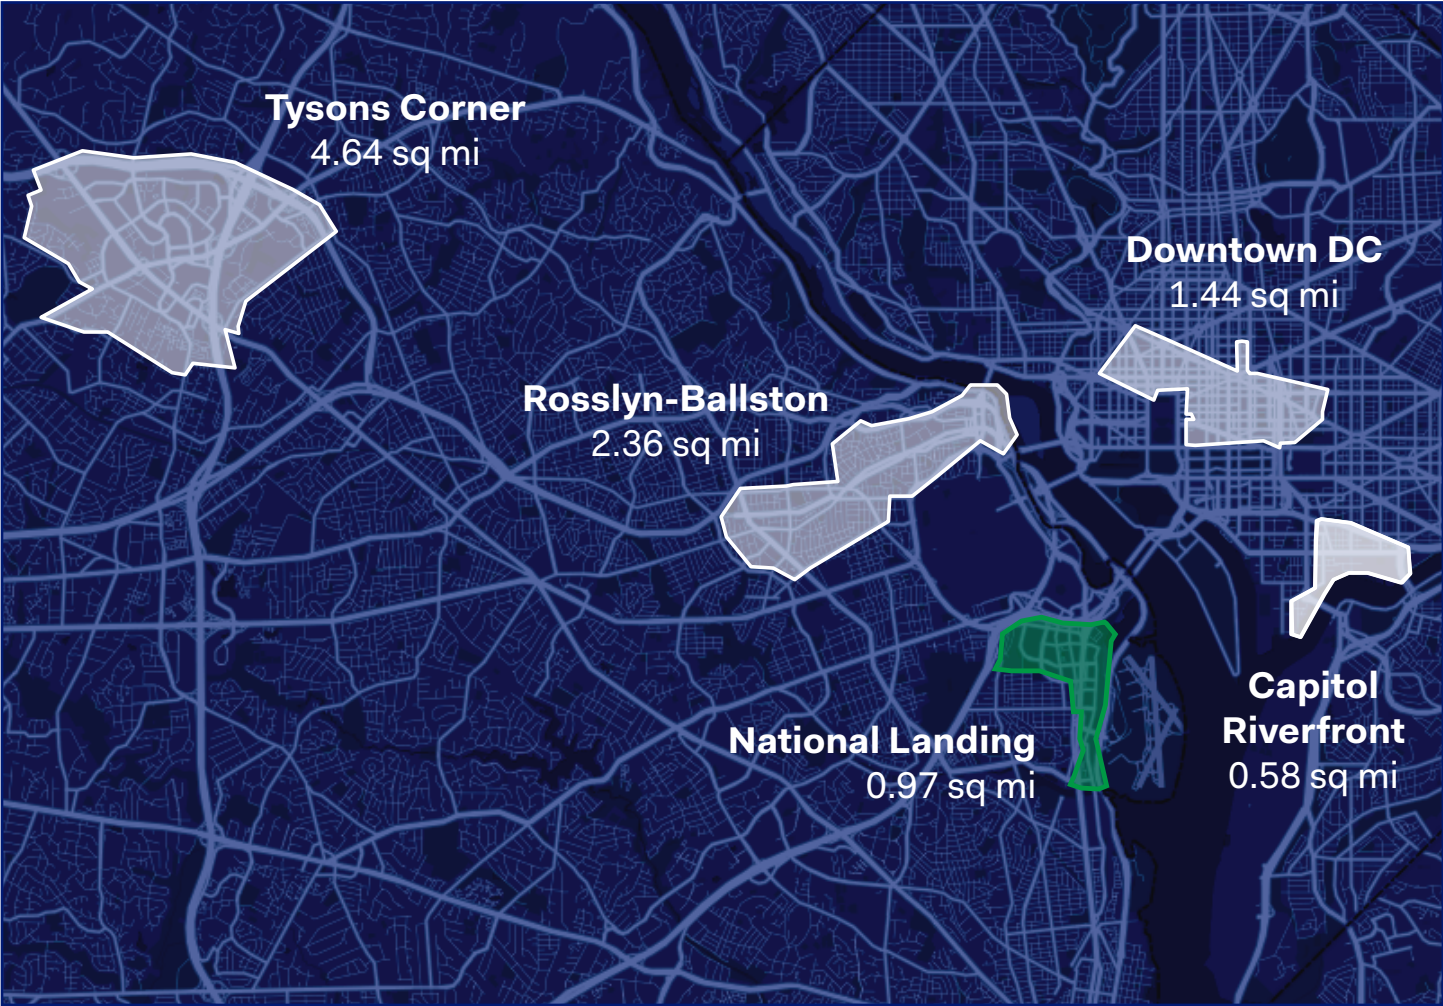 Tysons Corner
4.64 sq mi
Downtown DC
1.44 sq mi
Rosslyn-Ballston
2.36 sq mi
Capitol
Riverfront
0.58 sq mi
National Landing
0.97 sq mi